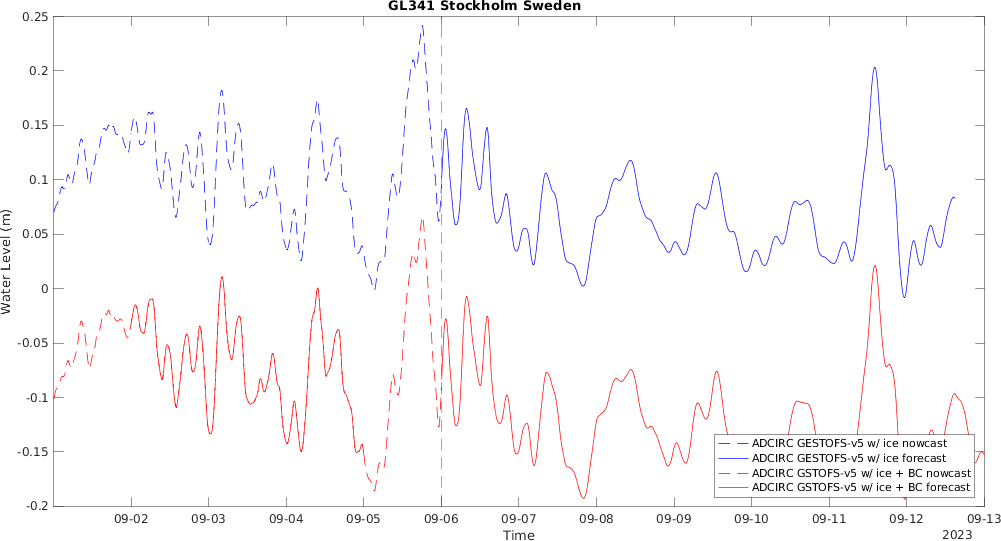 GL341 Stockholm Sweden
0.25
0.2
0.15
0.1
0.05
0
-0.05
-0.1
-0.15
-0.2
Water Level (m)
ADCIRC GESTOFS-v5 w/ ice nowcast
ADCIRC GESTOFS-v5 w/ ice forecast
ADCIRC GSTOFS-v5 w/ ice + BC nowcast
ADCIRC GSTOFS-v5 w/ ice + BC forecast
09-02 09-03 09-04 09-05 09-06 09-07 09-08 09-09 09-10 09-11 09-12 09-13
Time
2023